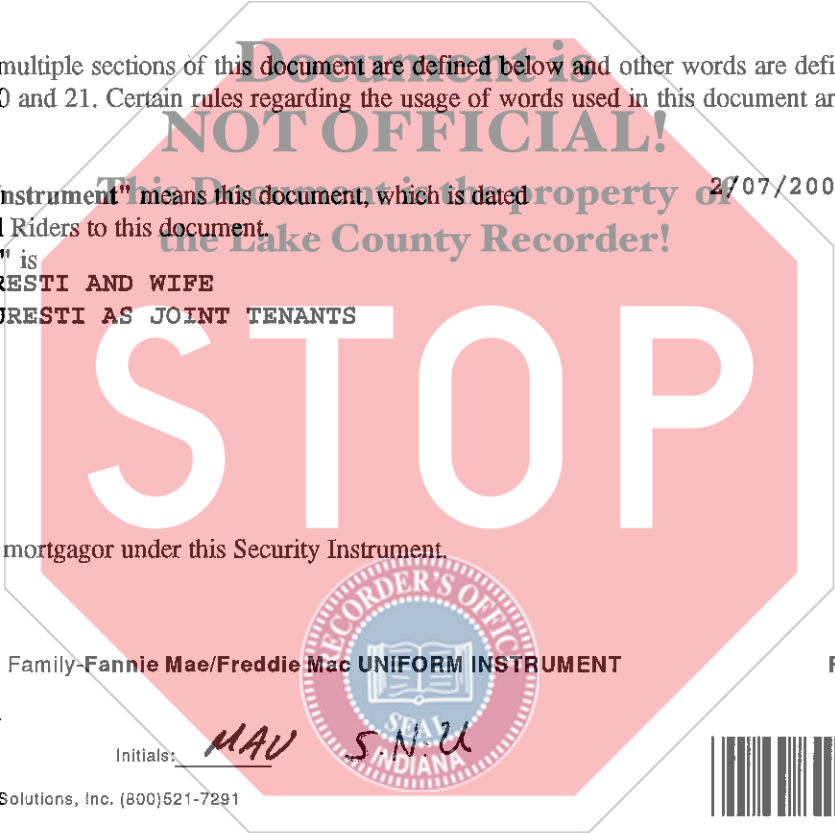 multiple sections of this document are defined below and other words are defi
0 and 21. Certain rules regarding the usage of words used in this document ar
Document is
NOT OFFICIAL!
This Document is the property of
the Lake County Recorder!
nstrument" means this document, which is dated 2/07/200
Riders to this document.
" is
RESTI AND WIFE
URESTI AS JOINT TENANTS
STOP
mortgagor under this Security Instrument.
RECORDER'S OFFICE
SEAL
INDIANA
Family-Fannie Mae/Freddie Mac UNIFORM INSTRUMENT
Initials: MAU S.N.U
Solutions, Inc. (800)521-7291